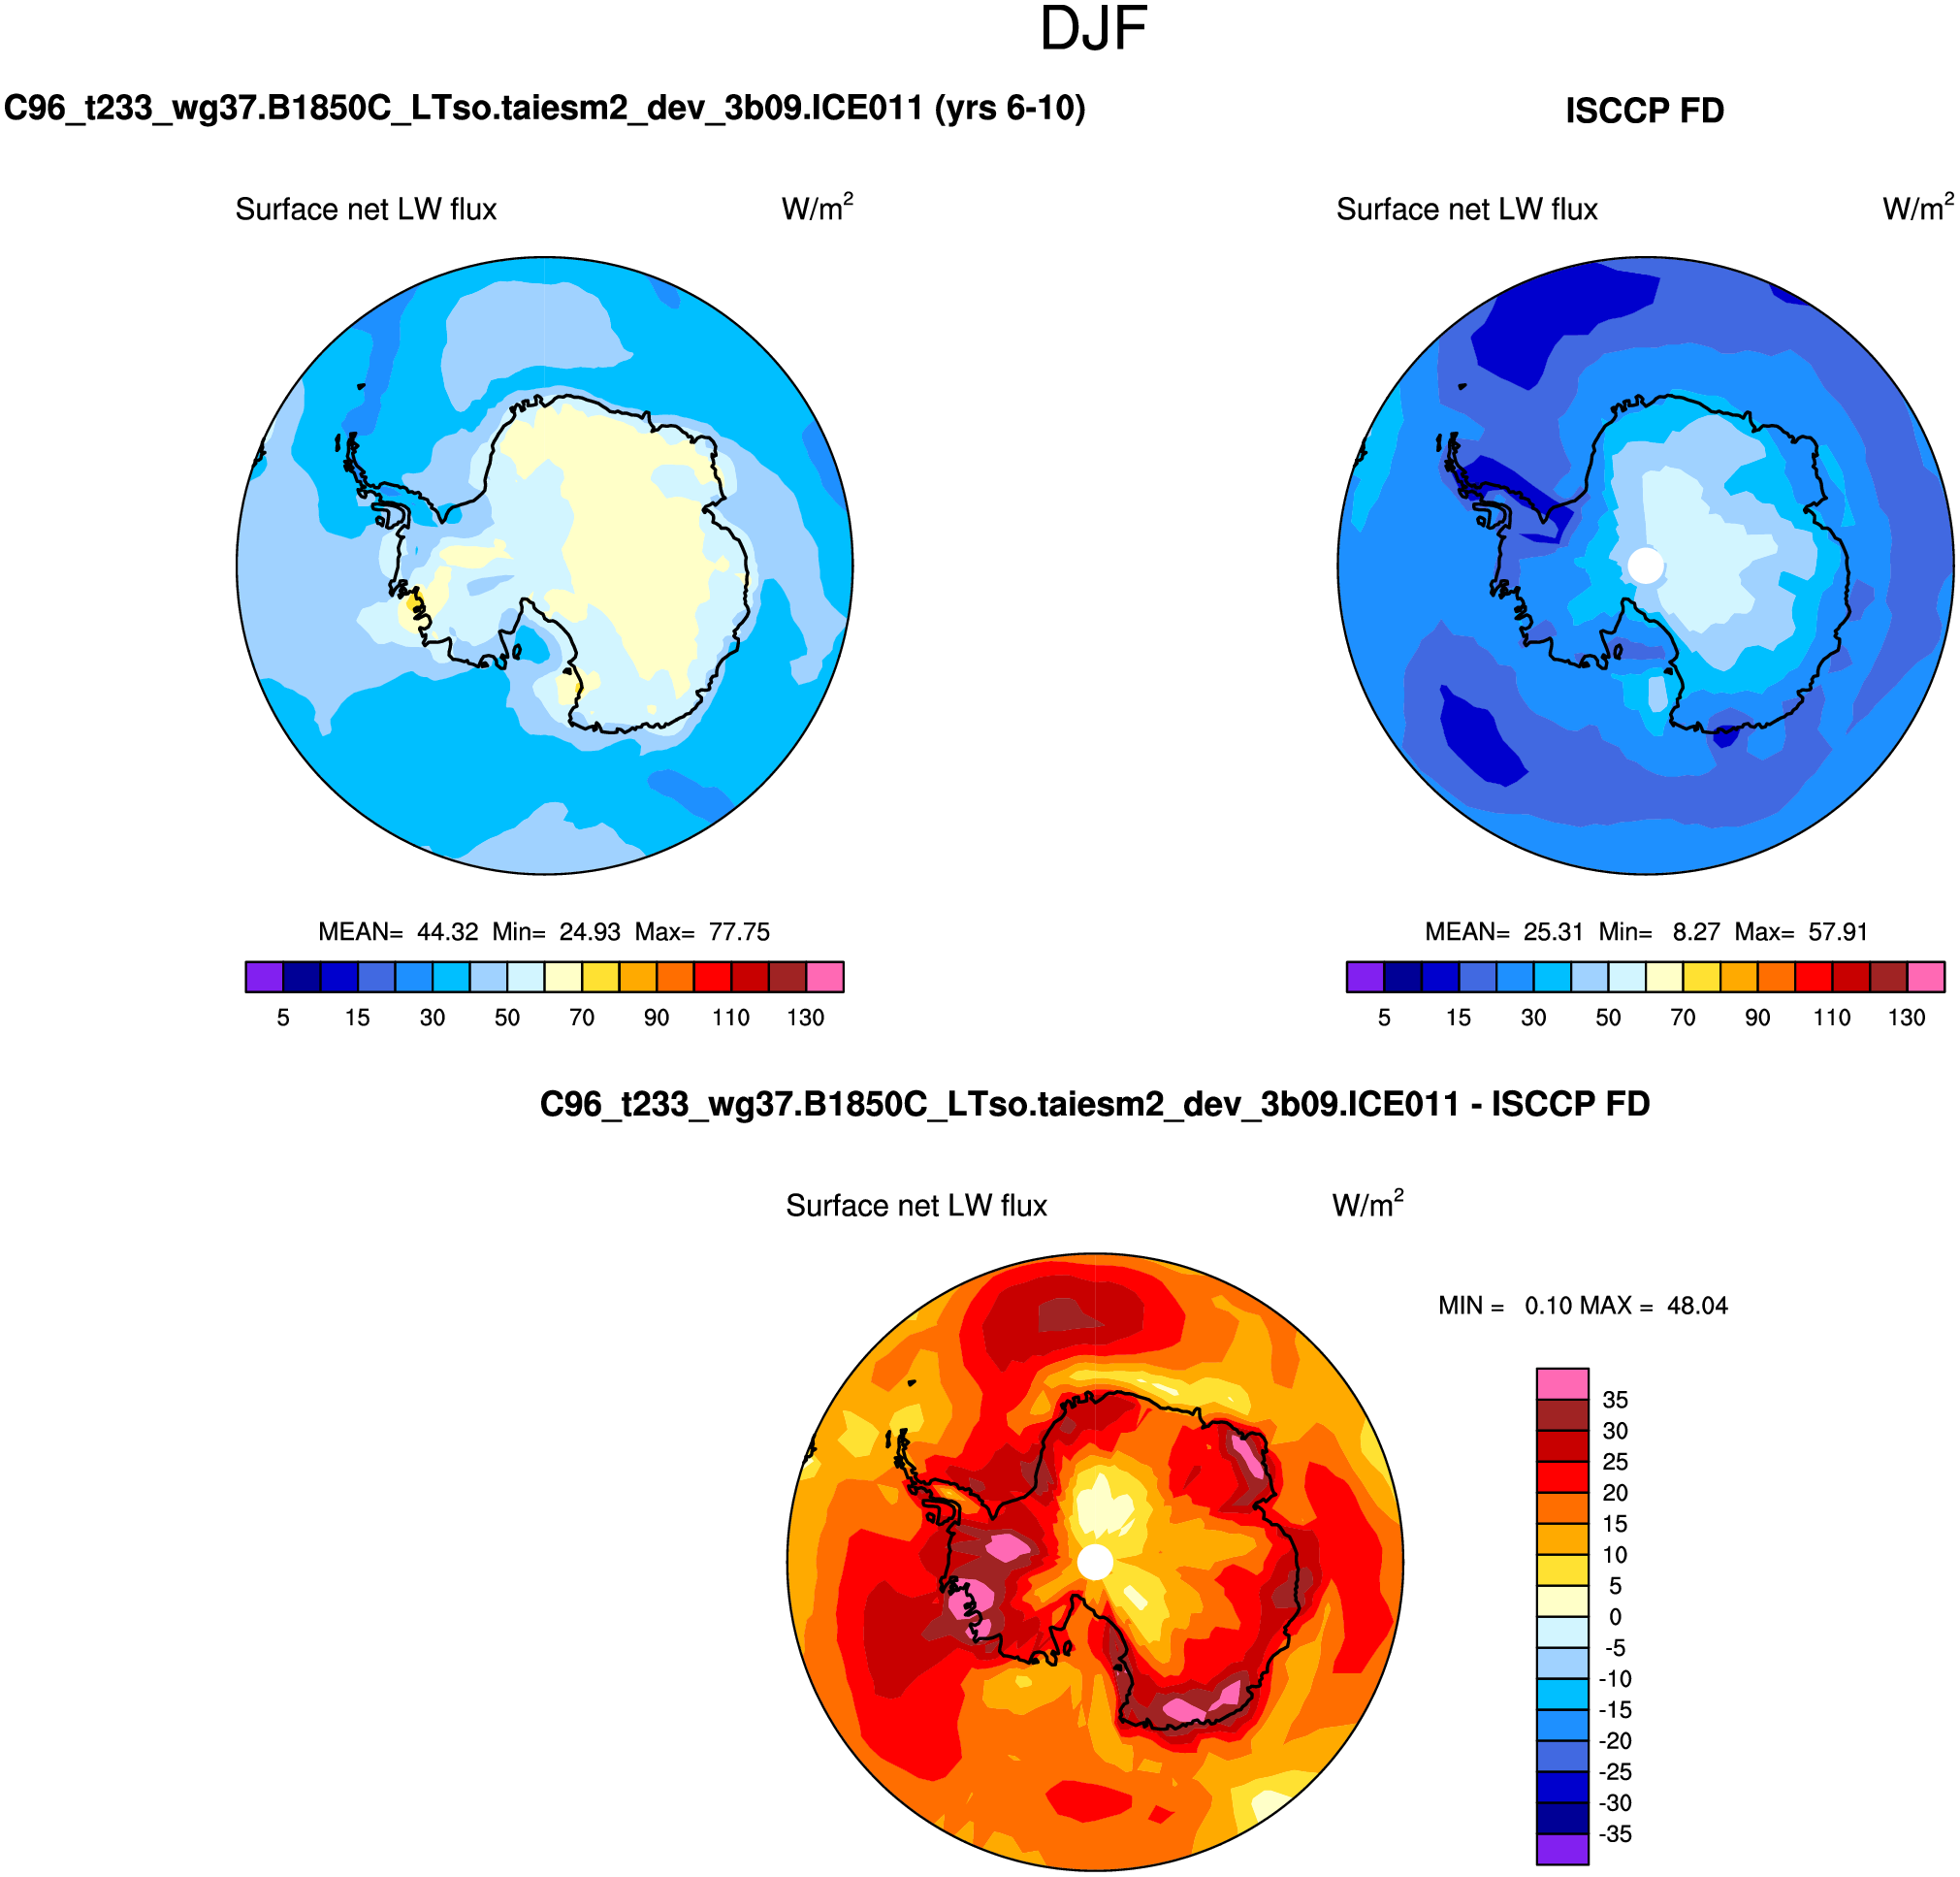 DJF
C96_t233_wg37.B1850C_LTso.taiesm2_dev_3b09.ICE011 (yrs 6-10)
ISCCP FD
Surface net LW flux W/m2
Surface net LW flux W/m2
MEAN= 44.32 Min= 24.93 Max= 77.75
MEAN= 25.31 Min= 8.27 Max= 57.91
5 15 30 50 70 90 110 130
5 15 30 50 70 90 110 130
C96_t233_wg37.B1850C_LTso.taiesm2_dev_3b09.ICE011 - ISCCP FD
Surface net LW flux W/m2
MIN = 0.10 MAX = 48.04
35
30
25
20
15
10
5
0
-5
-10
-15
-20
-25
-30
-35